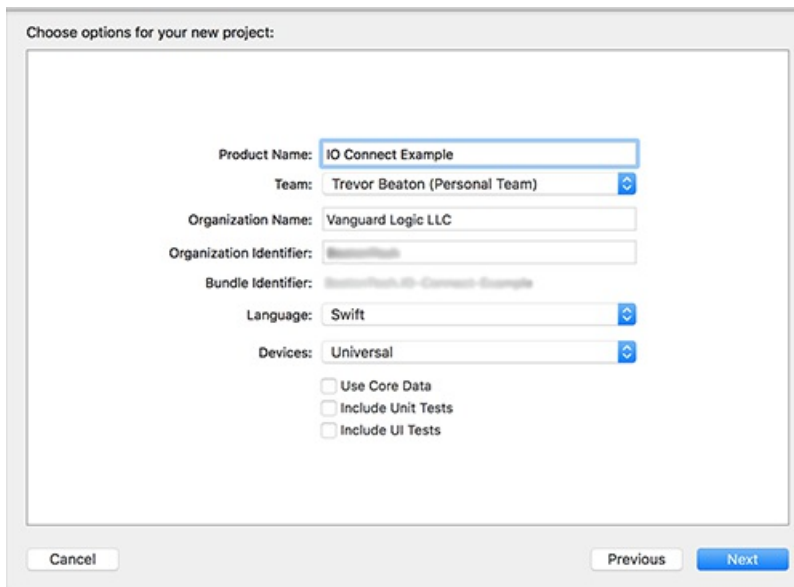 Choose options for your new project:
Product Name: IO Connect Example
Team: Trevor Beaton (Personal Team)
Organization Name: Vanguard Logic LLC
Organization Identifier:
Bundle Identifier:
Language: Swift
Devices: Universal
Use Core Data
Include Unit Tests
Include UI Tests
Cancel Previous Next